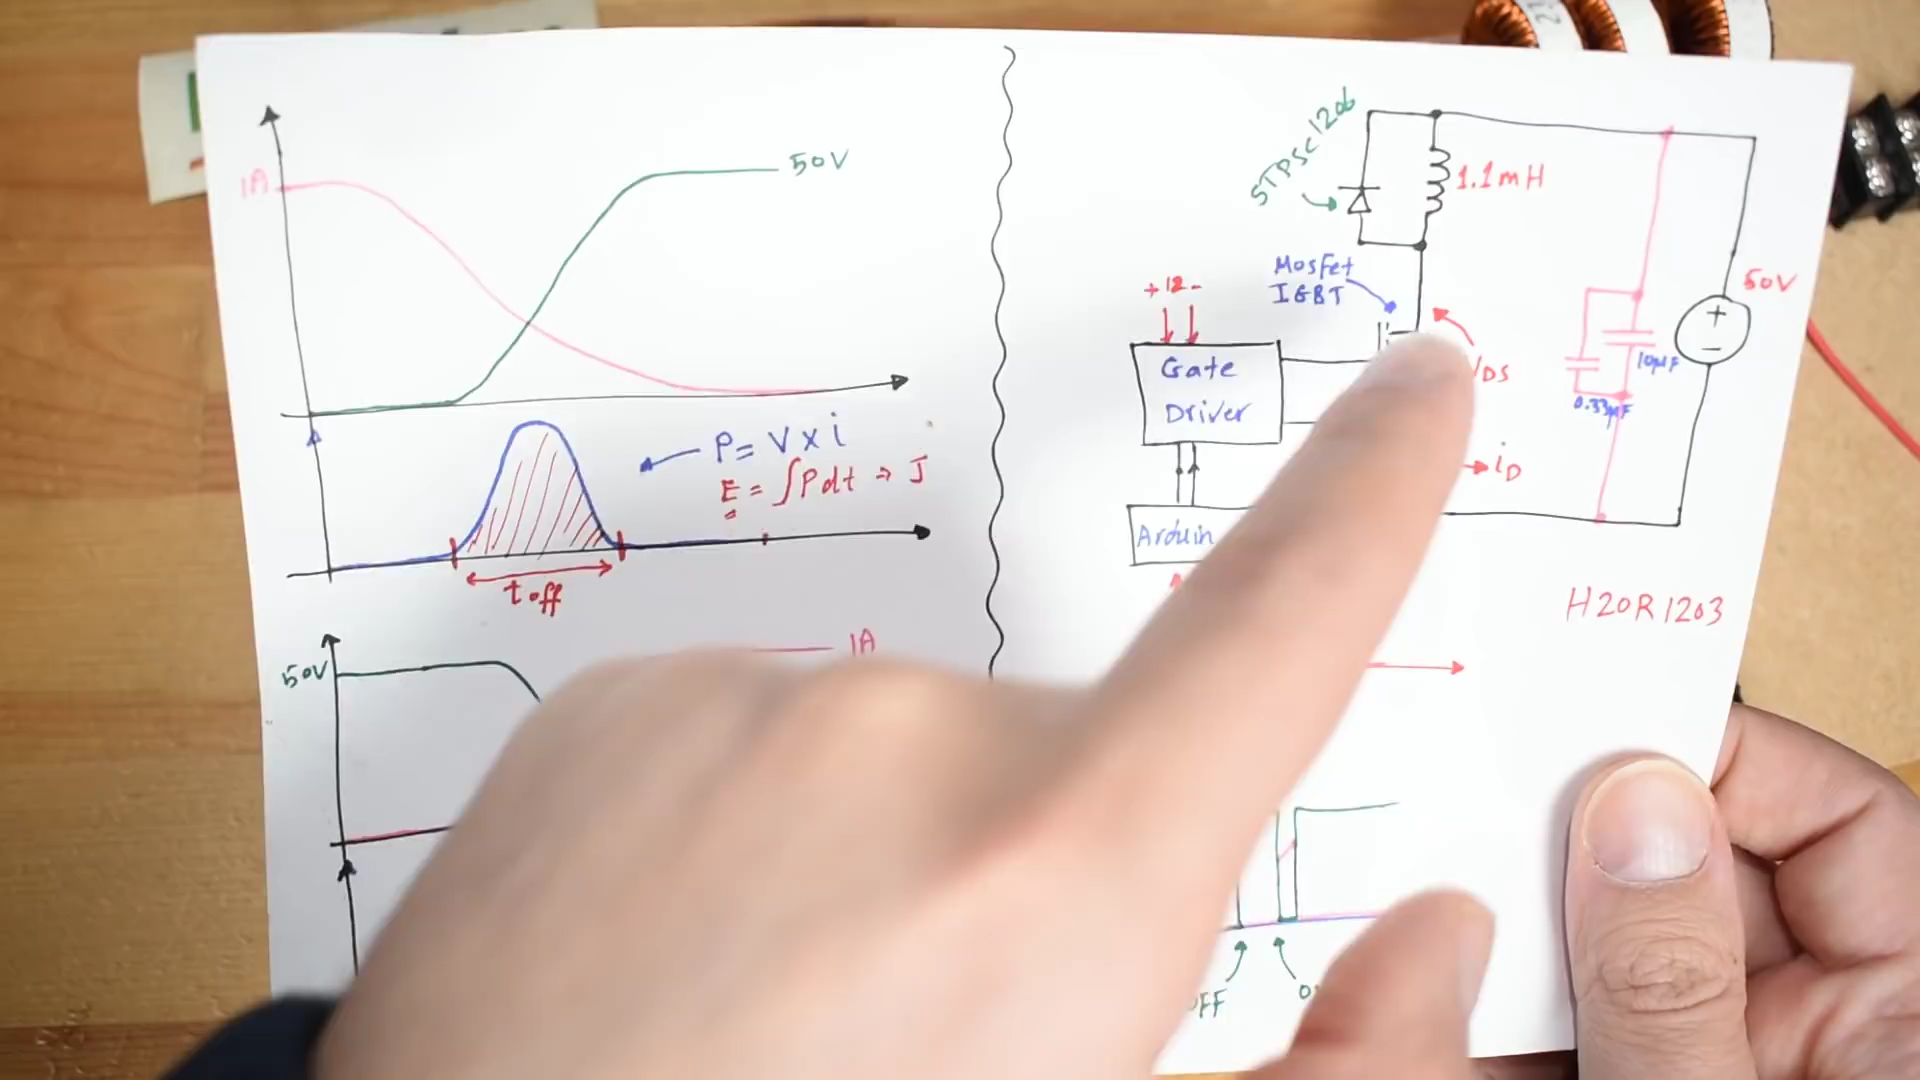 1A
50V
P= V x i
E = ∫Pdt → J
t off
50V
1A
STPSC1206
1.1mH
Mosfet
IGBT
+12-
Gate
Driver
DS
iD
50V
10µF
0.33µF
H20R1203